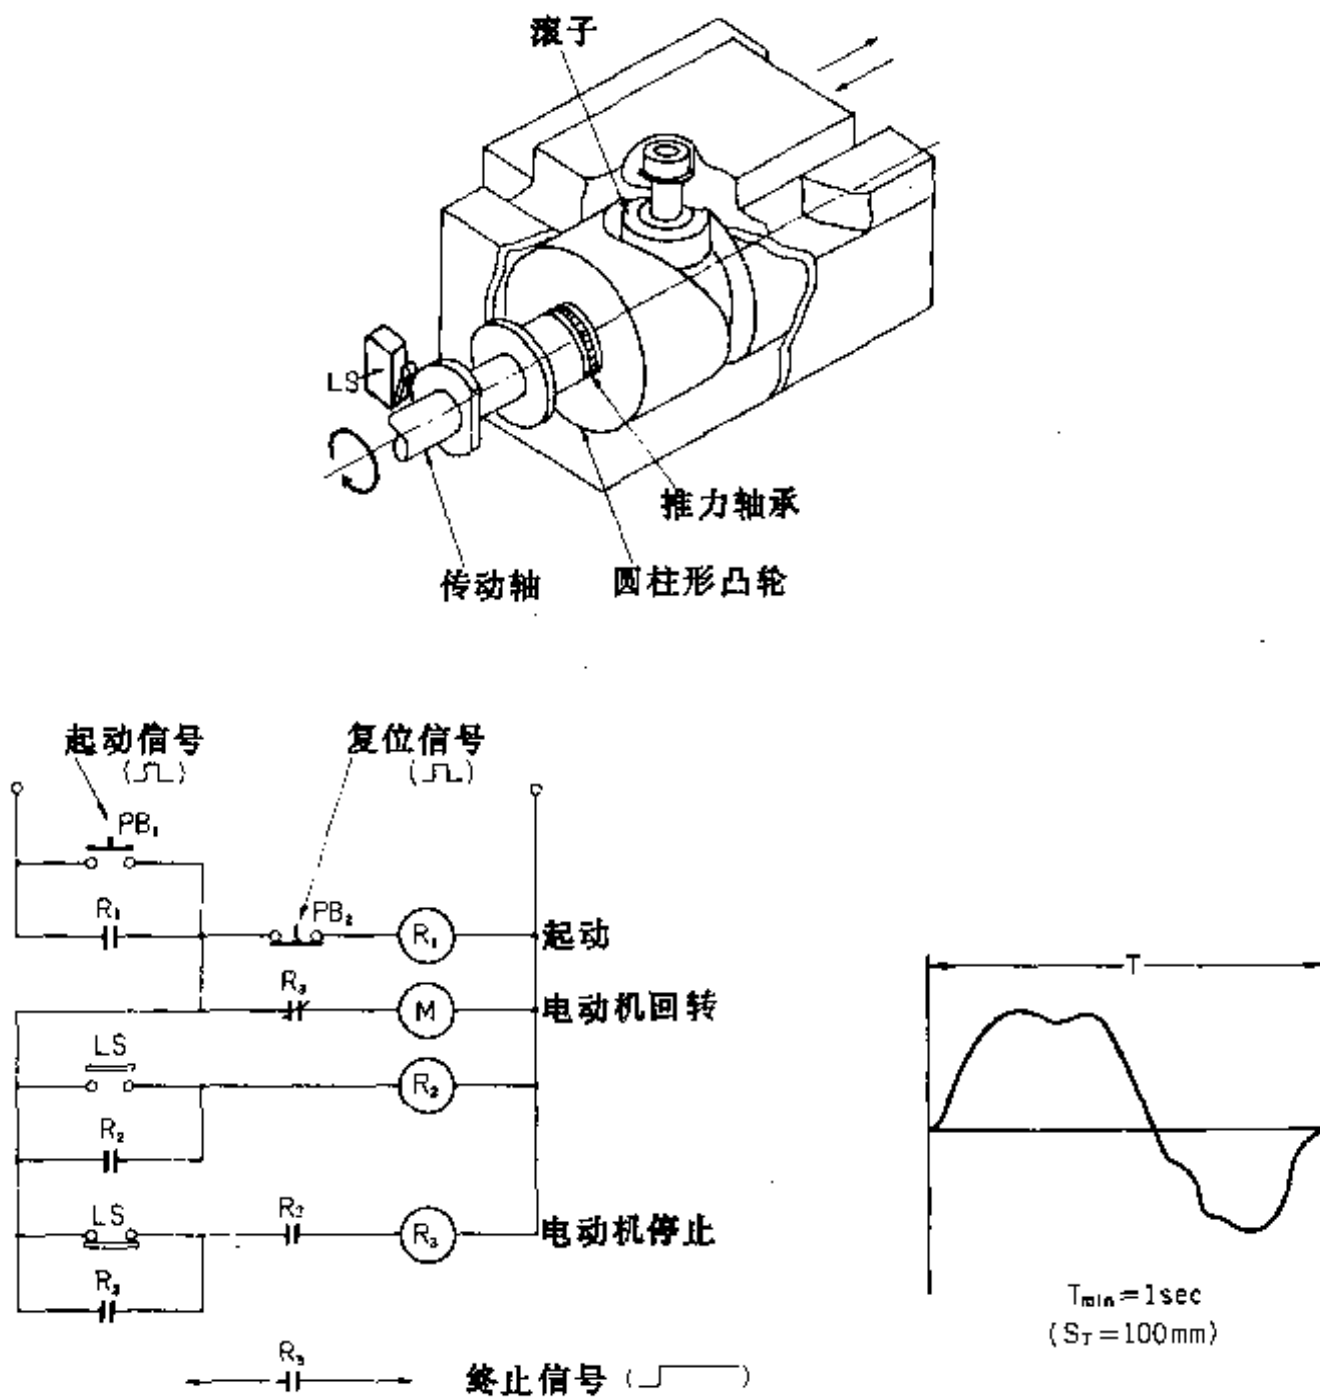 滚子
LS
推力轴承
传动轴
圆柱形凸轮
起动信号
复位信号
PB₁
R₁
PB₂
R₁
起动
R₃
M
电动机回转
LS
R₂
R₂
LS
R₂
R₃
电动机停止
R₃
R₃
终止信号
T
Tmin=1sec
(S_T=100mm)